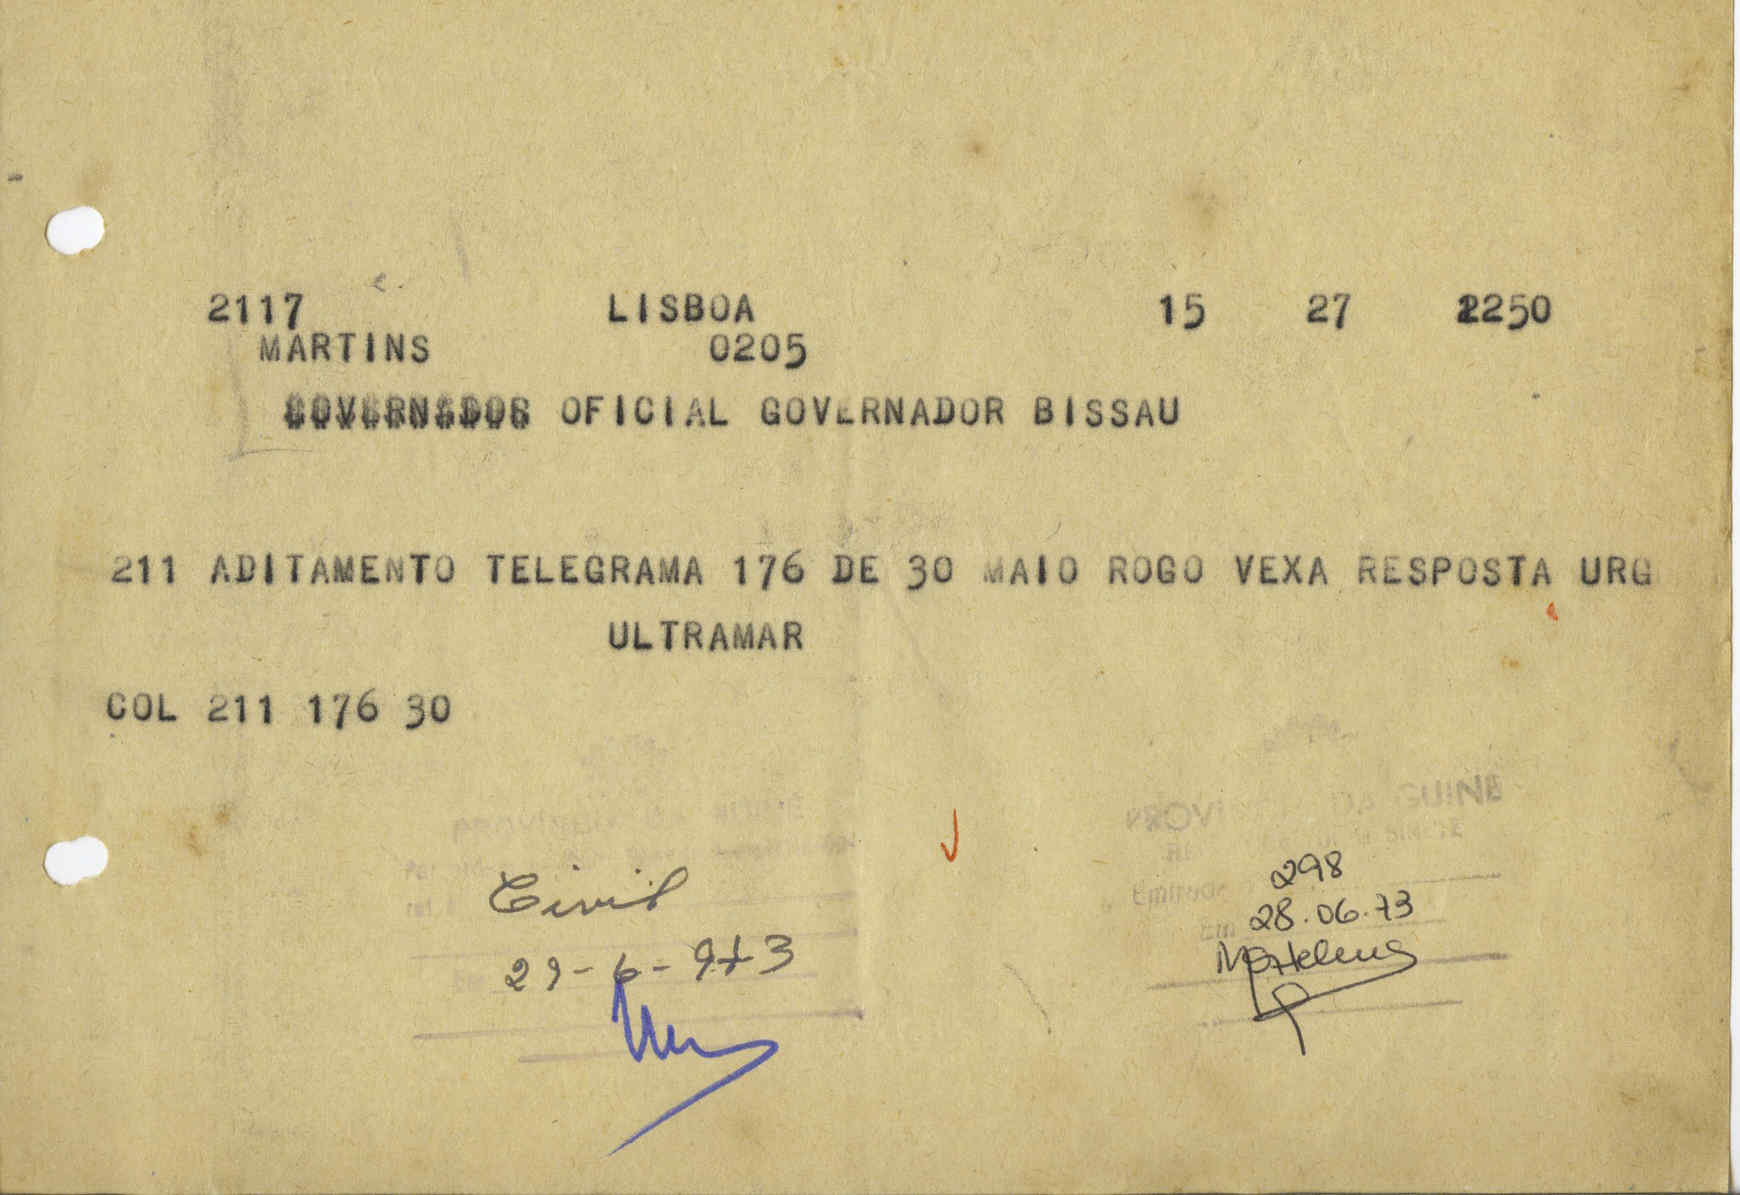 2117 LISBOA 15 27 2250
MARTINS 0205
OFICIAL GOVERNADOR BISSAU
211 ADITAMENTO TELEGRAMA 176 DE 30 MAIO ROGO VEXA RESPOSTA URG
ULTRAMAR
COL 211 176 30
Civil
29-6-973
298
28.06.73